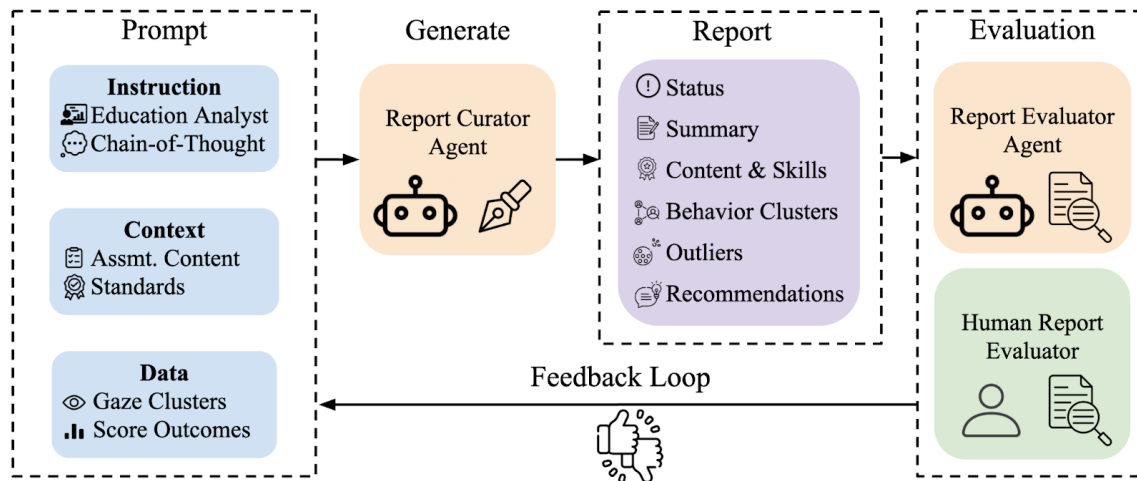 Prompt
Instruction
Education Analyst
Chain-of-Thought
Context
Assmt. Content
Standards
Data
Gaze Clusters
Score Outcomes
Generate
Report Curator
Agent
Report
Status
Summary
Content & Skills
Behavior Clusters
Outliers
Recommendations
Evaluation
Report Evaluator
Agent
Human Report
Evaluator
Feedback Loop